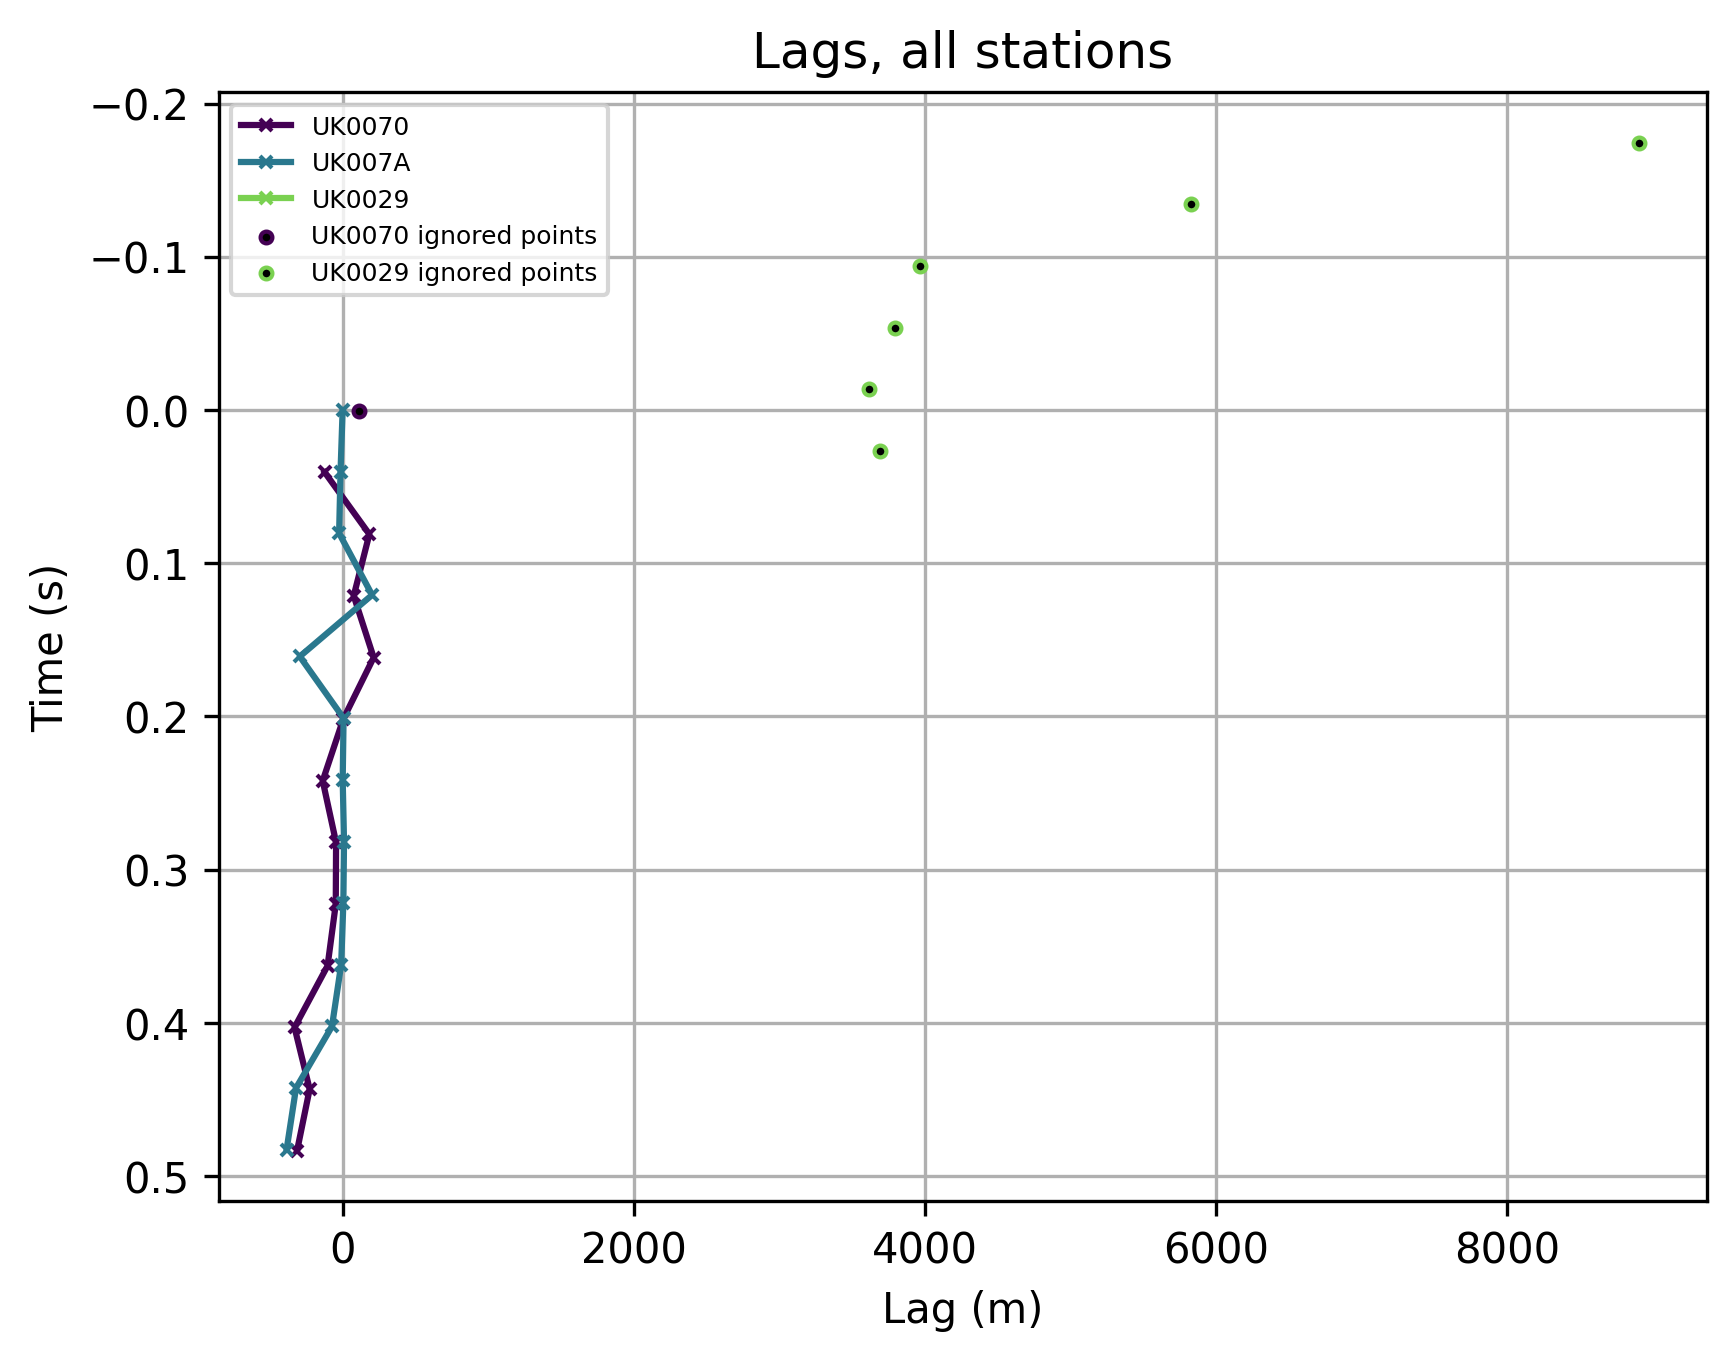 Lags, all stations
UK0070
UK007A
UK0029
UK0070 ignored points
UK0029 ignored points
−0.2
−0.1
0.0
0.1
0.2
0.3
0.4
0.5
Time (s)
0 2000 4000 6000 8000
Lag (m)